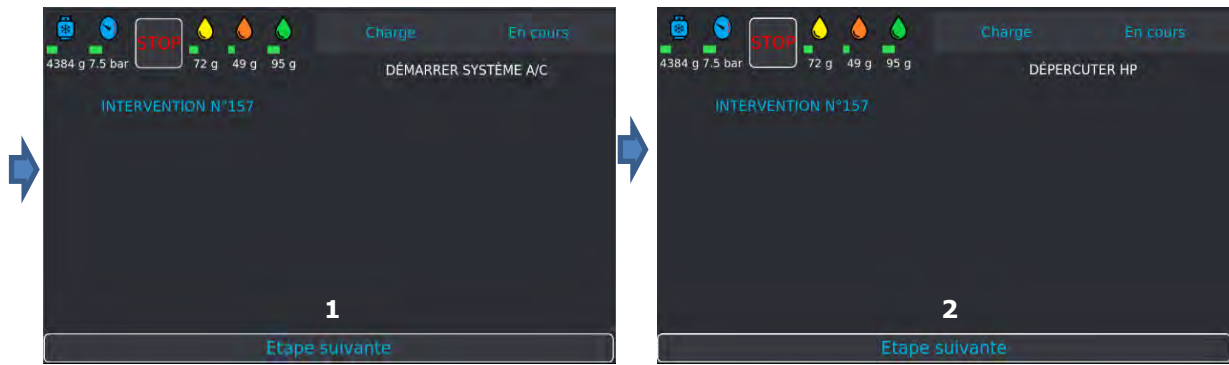 STOP
Charge En cours
4384 g 7.5 bar 72 g 49 g 95 g
DÉMARRER SYSTÈME A/C
INTERVENTION N°157
1
Etape suivante
STOP
Charge En cours
4384 g 7.5 bar 72 g 49 g 95 g
DÉPERCUTER HP
INTERVENTION N°157
2
Etape suivante